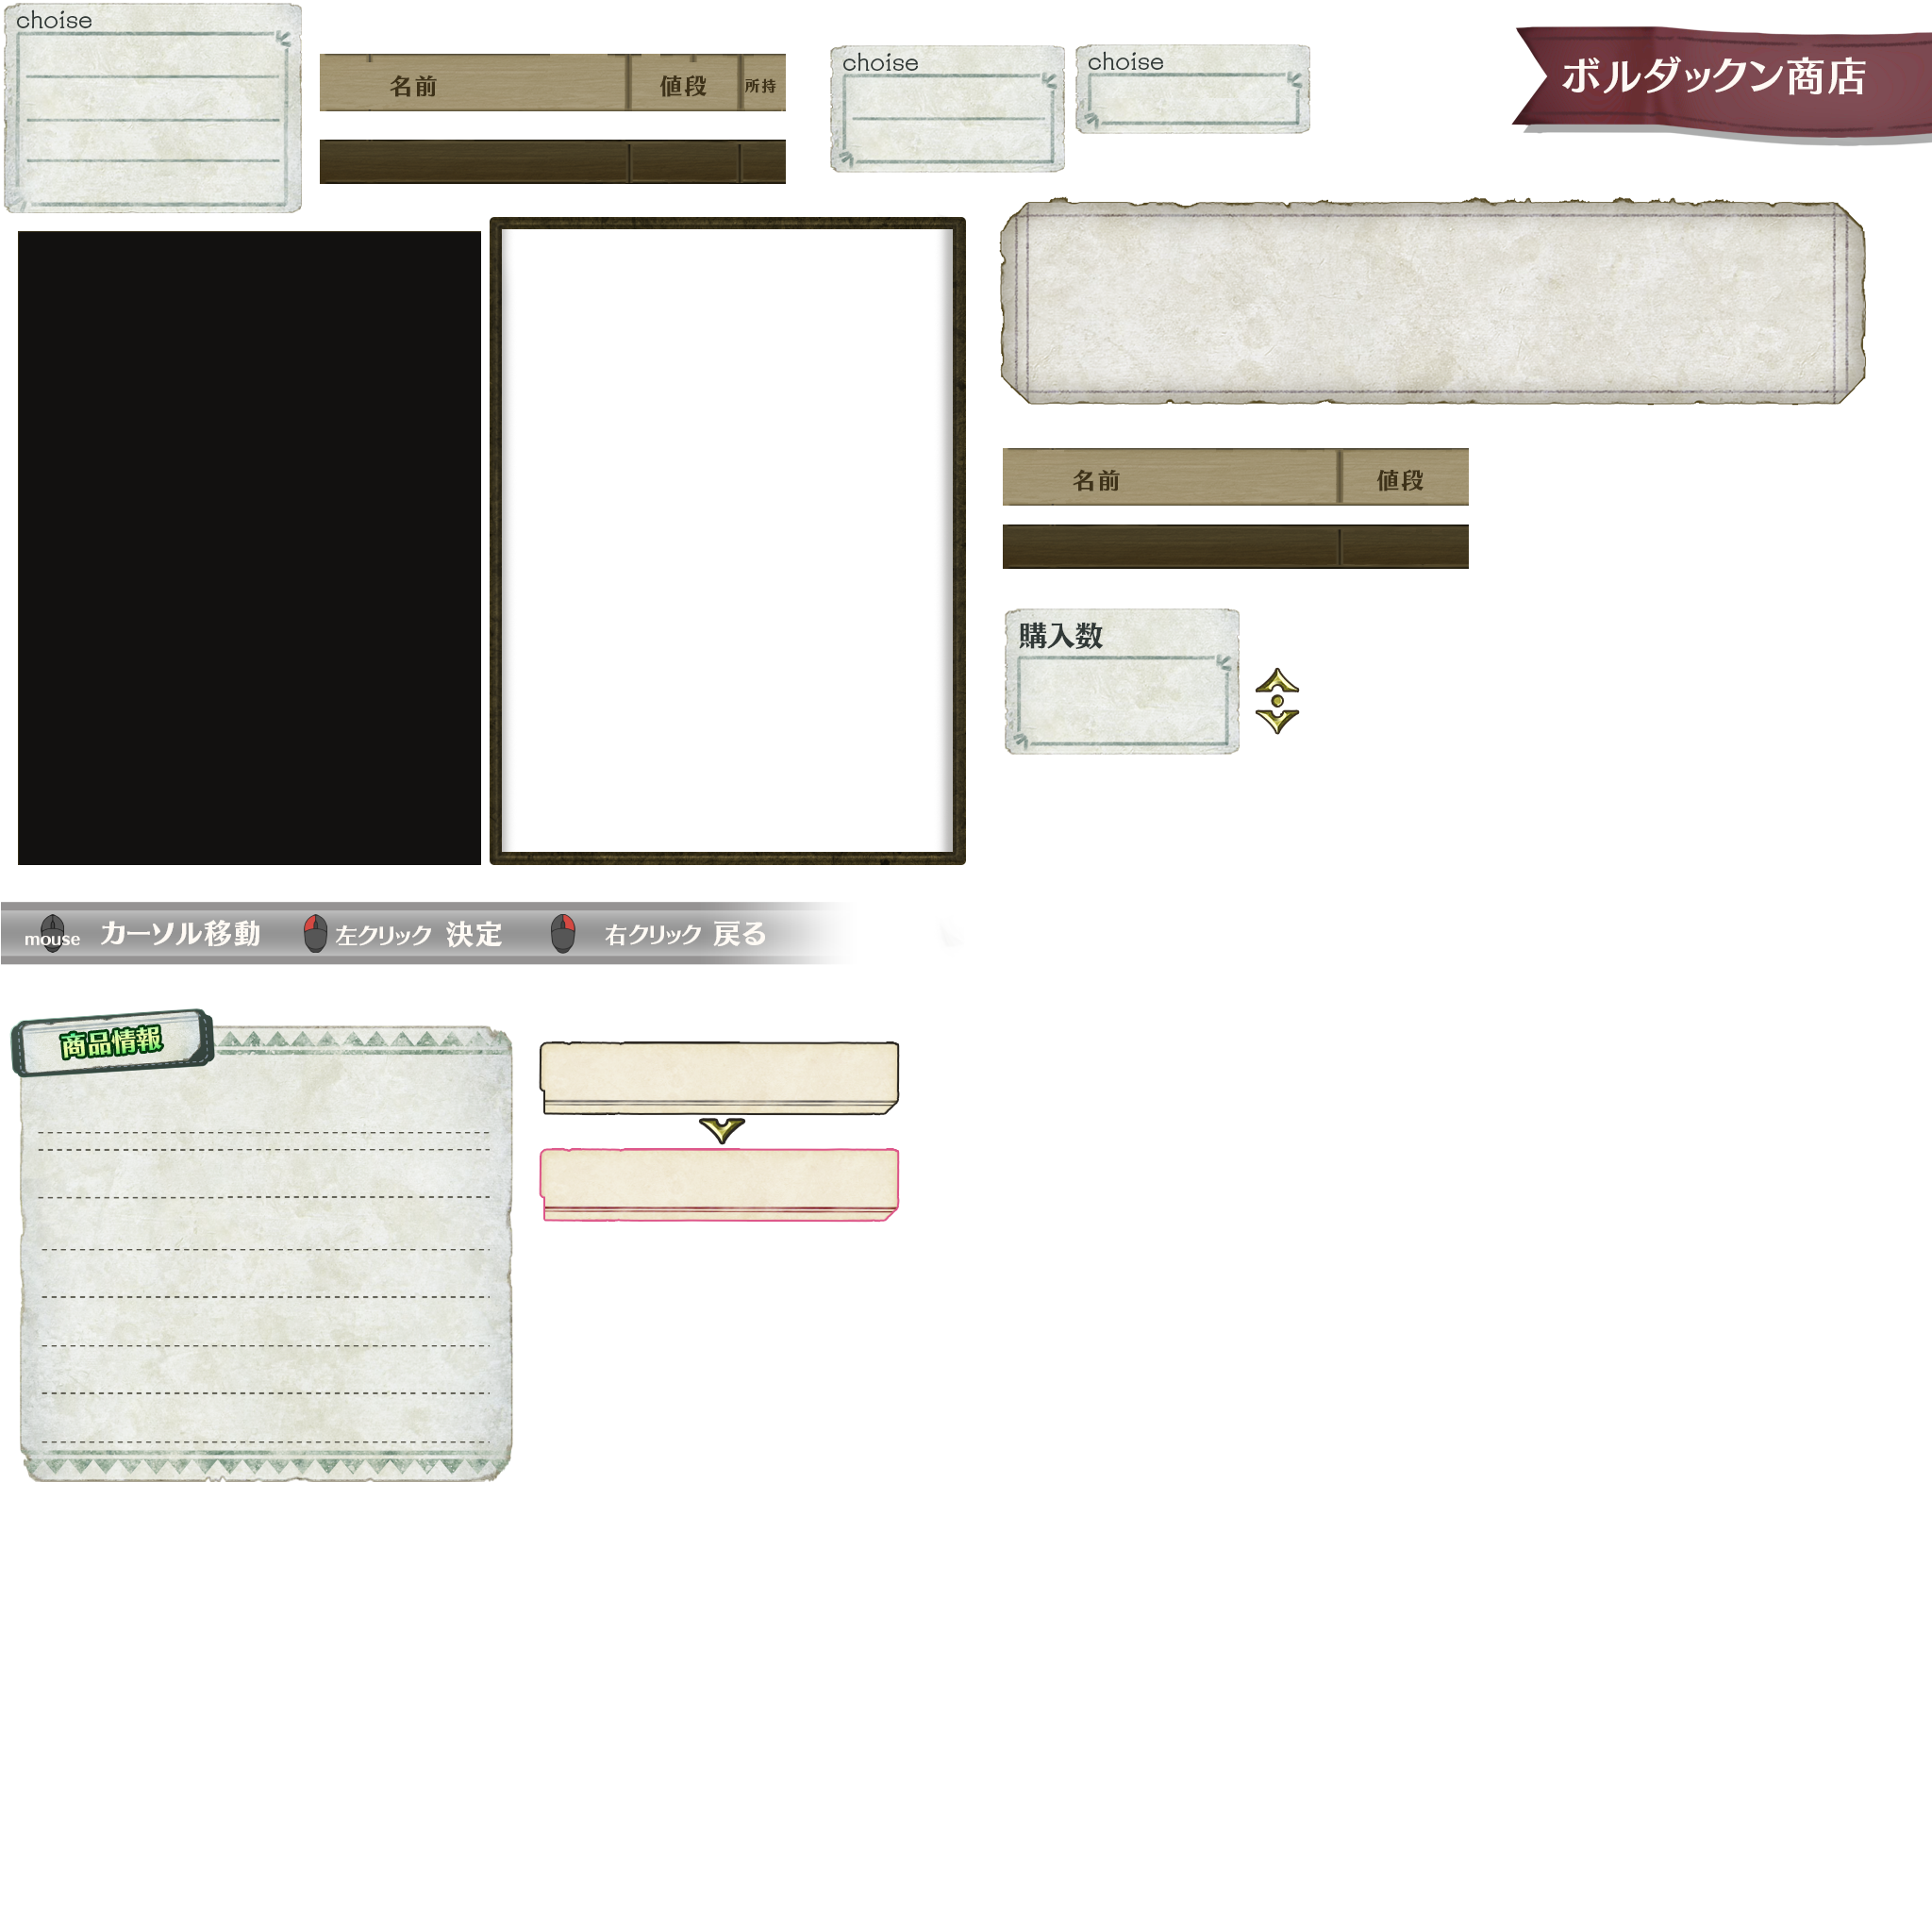 choise
名前 値段 所持
choise
choise
ボルダックン商店
名前 値段
購入数
mouse カーソル移動 左クリック 決定 右クリック 戻る
商品情報